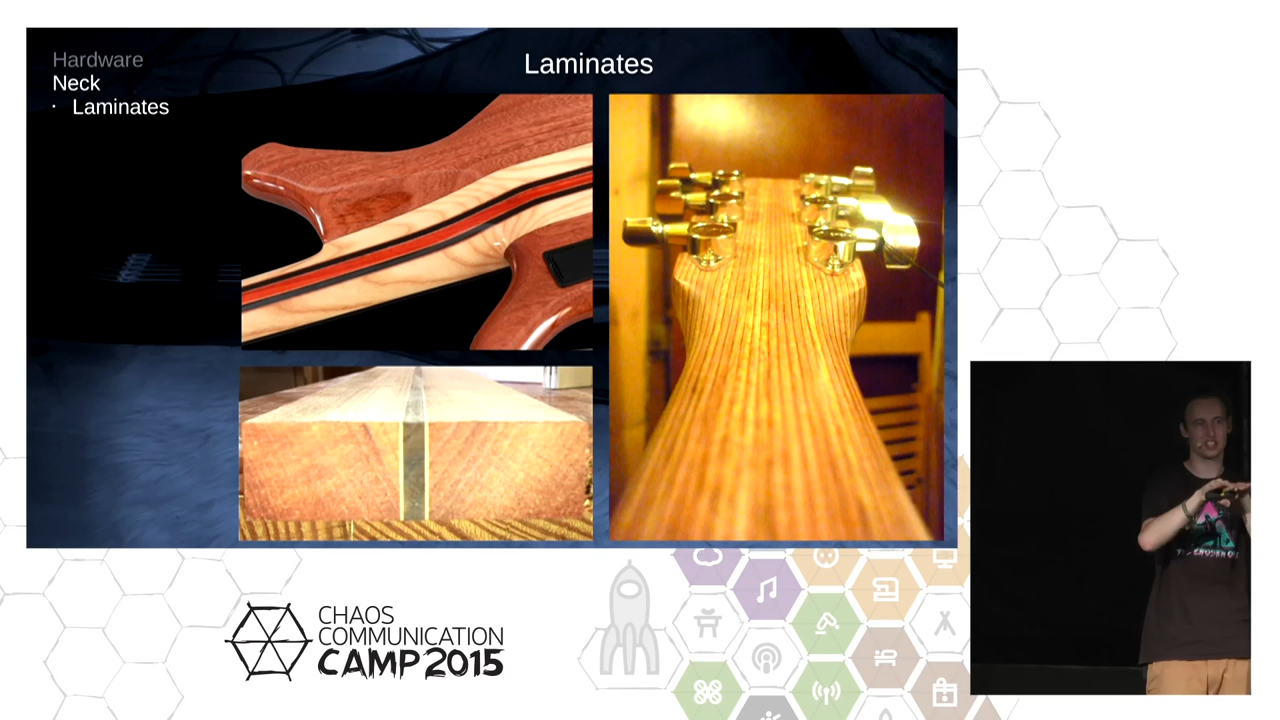 Hardware
Neck
· Laminates
Laminates
CHAOS
COMMUNICATION
CAMP 2015